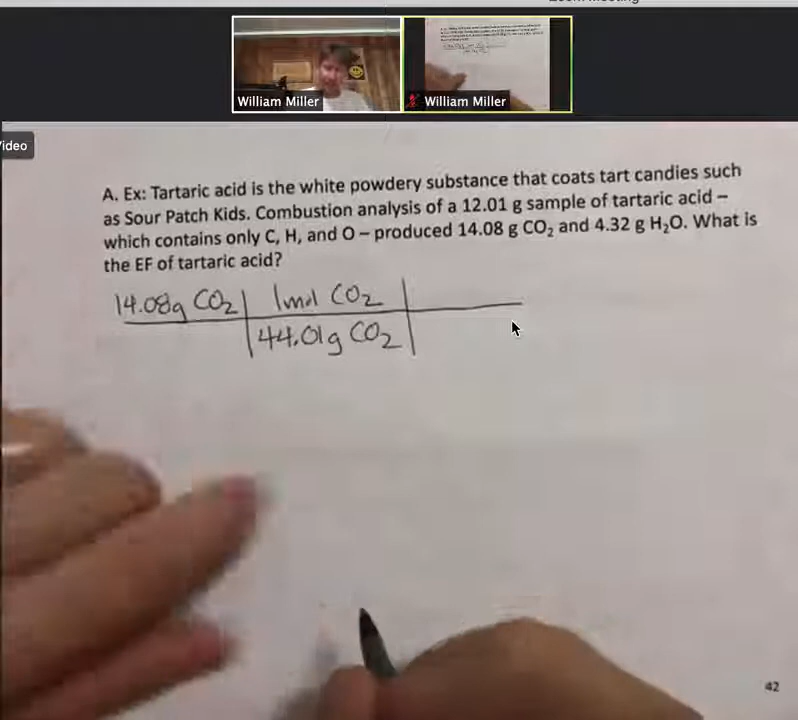 William Miller
William Miller
ideo
A. Ex: Tartaric acid is the white powdery substance that coats tart candies such
as Sour Patch Kids. Combustion analysis of a 12.01 g sample of tartaric acid –
which contains only C, H, and O – produced 14.08 g CO₂ and 4.32 g H₂O. What is
the EF of tartaric acid?
14.08g CO₂ 1mol CO₂
44.01g CO₂
42